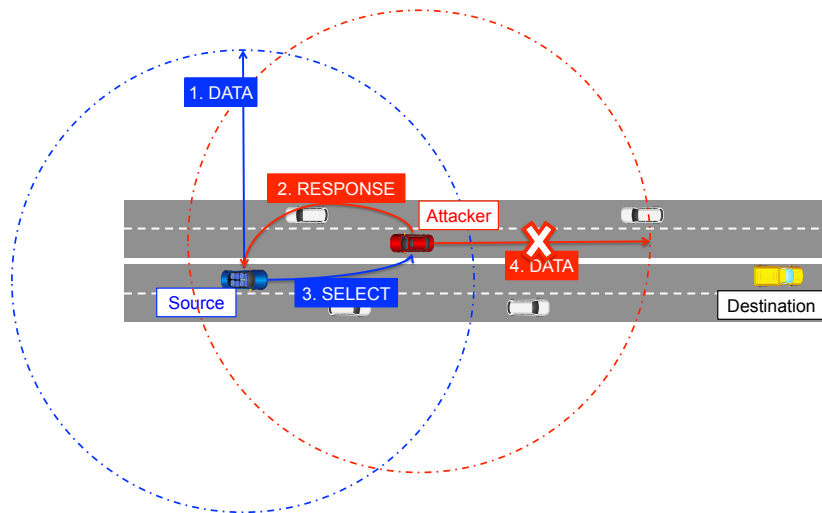 1. DATA
2. RESPONSE
Attacker
4. DATA
Source
3. SELECT
Destination